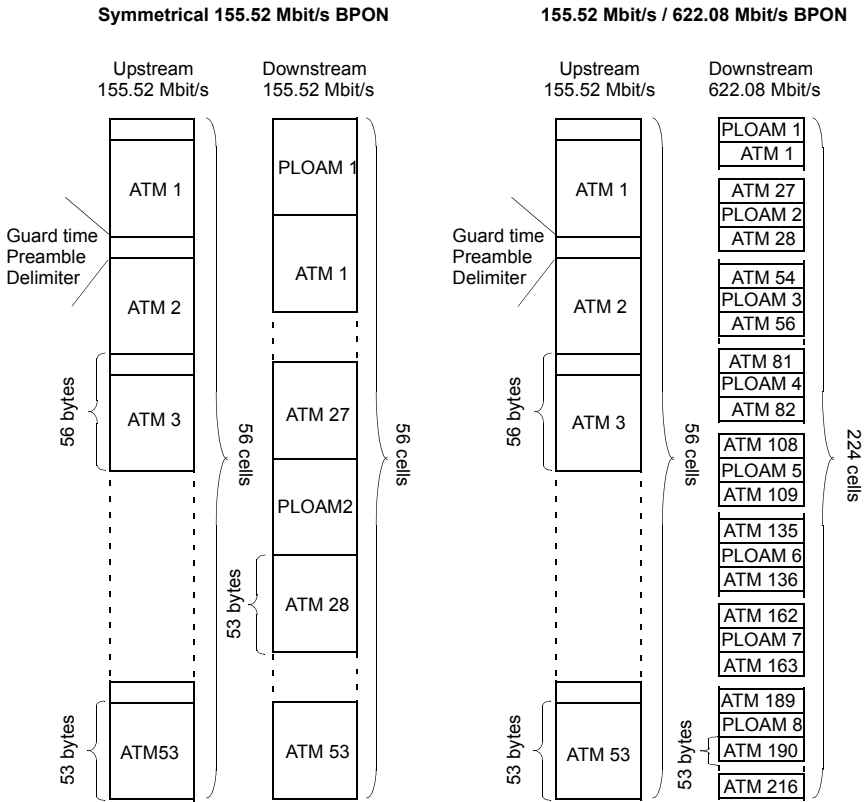 Symmetrical 155.52 Mbit/s BPON
Upstream
155.52 Mbit/s
Downstream
155.52 Mbit/s
ATM 1
Guard time
Preamble
Delimiter
ATM 2
56 bytes
ATM 3
53 bytes
ATM53
56 cells
PLOAM 1
ATM 1
ATM 27
PLOAM2
53 bytes
ATM 28
ATM 53
56 cells
155.52 Mbit/s / 622.08 Mbit/s BPON
Upstream
155.52 Mbit/s
Downstream
622.08 Mbit/s
ATM 1
Guard time
Preamble
Delimiter
ATM 2
56 bytes
ATM 3
53 bytes
ATM 53
56 cells
PLOAM 1
ATM 1
ATM 27
PLOAM 2
ATM 28
ATM 54
PLOAM 3
ATM 56
ATM 81
PLOAM 4
ATM 82
ATM 108
PLOAM 5
ATM 109
ATM 135
PLOAM 6
ATM 136
ATM 162
PLOAM 7
ATM 163
ATM 189
PLOAM 8
53 bytes
ATM 190
ATM 216
224 cells